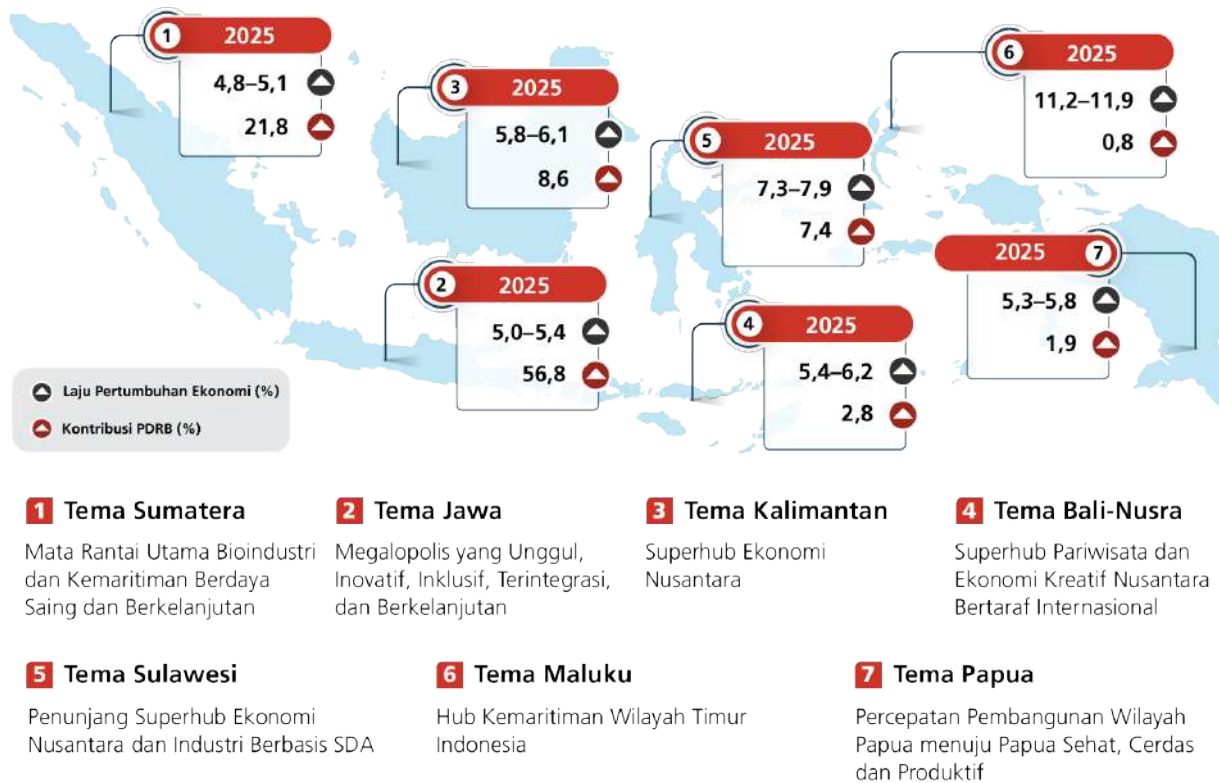 1 2025
4,8–5,1
21,8
3 2025
5,8–6,1
8,6
6 2025
11,2–11,9
0,8
5 2025
7,3–7,9
7,4
2025 7
5,3–5,8
1,9
2 2025
5,0–5,4
56,8
4 2025
5,4–6,2
2,8
Laju Pertumbuhan Ekonomi (%)
Kontribusi PDRB (%)
1 Tema Sumatera
Mata Rantai Utama Bioindustri
dan Kemaritiman Berdaya
Saing dan Berkelanjutan
2 Tema Jawa
Megalopolis yang Unggul,
Inovatif, Inklusif, Terintegrasi,
dan Berkelanjutan
3 Tema Kalimantan
Superhub Ekonomi
Nusantara
4 Tema Bali-Nusra
Superhub Pariwisata dan
Ekonomi Kreatif Nusantara
Bertaraf Internasional
5 Tema Sulawesi
Penunjang Superhub Ekonomi
Nusantara dan Industri Berbasis SDA
6 Tema Maluku
Hub Kemaritiman Wilayah Timur
Indonesia
7 Tema Papua
Percepatan Pembangunan Wilayah
Papua menuju Papua Sehat, Cerdas
dan Produktif